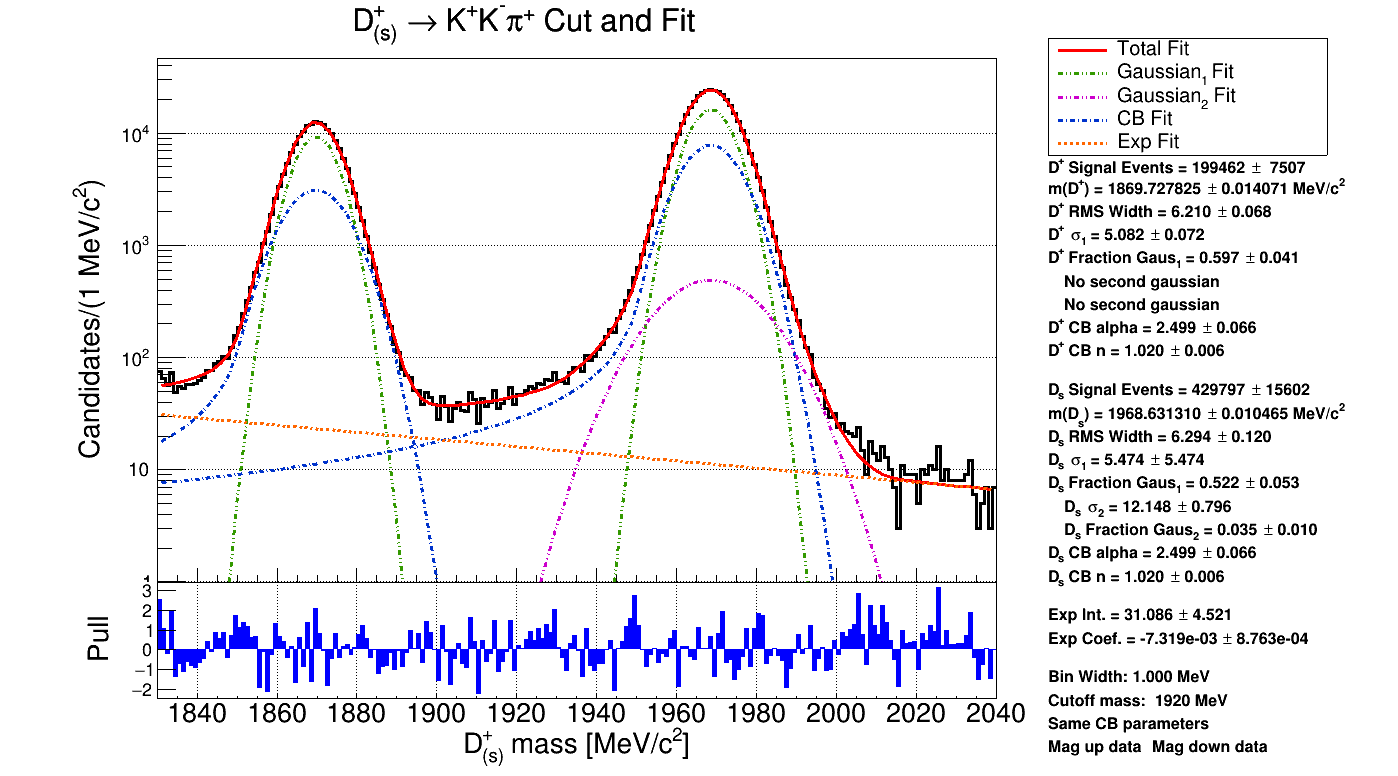 D⁺₍ₛ₎ → K⁺K⁻π⁺ Cut and Fit
Candidates/(1 MeV/c²)
10⁴
10³
10²
10
1
Total Fit
Gaussian₁ Fit
Gaussian₂ Fit
CB Fit
Exp Fit
D⁺ Signal Events = 199462 ± 7507
m(D⁺) = 1869.727825 ± 0.014071 MeV/c²
D⁺ RMS Width = 6.210 ± 0.068
D⁺ σ₁ = 5.082 ± 0.072
D⁺ Fraction Gaus₁ = 0.597 ± 0.041
No second gaussian
No second gaussian
D⁺ CB alpha = 2.499 ± 0.066
D⁺ CB n = 1.020 ± 0.006
Dₛ Signal Events = 429797 ± 15602
m(Dₛ) = 1968.631310 ± 0.010465 MeV/c²
Dₛ RMS Width = 6.294 ± 0.120
Dₛ σ₁ = 5.474 ± 5.474
Dₛ Fraction Gaus₁ = 0.522 ± 0.053
Dₛ σ₂ = 12.148 ± 0.796
Dₛ Fraction Gaus₂ = 0.035 ± 0.010
Dₛ CB alpha = 2.499 ± 0.066
Dₛ CB n = 1.020 ± 0.006
Exp Int. = 31.086 ± 4.521
Exp Coef. = -7.319e-03 ± 8.763e-04
Bin Width: 1.000 MeV
Cutoff mass: 1920 MeV
Same CB parameters
Mag up data Mag down data
Pull
3
2
1
0
−1
−2
1840 1860 1880 1900 1920 1940 1960 1980 2000 2020 2040
D⁺₍ₛ₎ mass [MeV/c²]